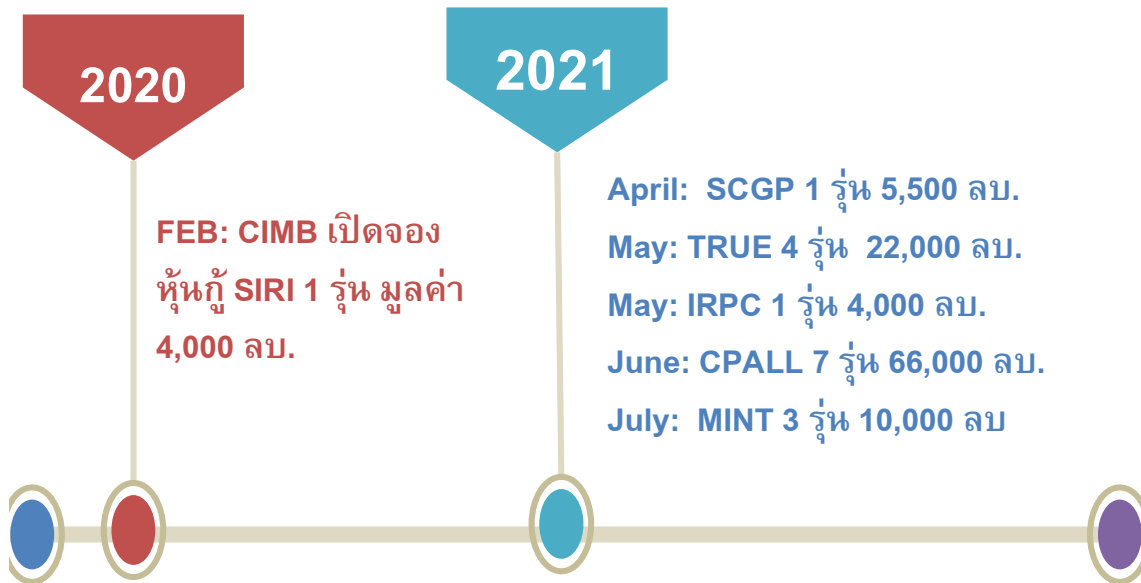 2020
FEB: CIMB เปิดจอง
หุ้นกู้ SIRI 1 รุ่น มูลค่า
4,000 ลบ.
2021
April: SCGP 1 รุ่น 5,500 ลบ.
May: TRUE 4 รุ่น 22,000 ลบ.
May: IRPC 1 รุ่น 4,000 ลบ.
June: CPALL 7 รุ่น 66,000 ลบ.
July: MINT 3 รุ่น 10,000 ลบ